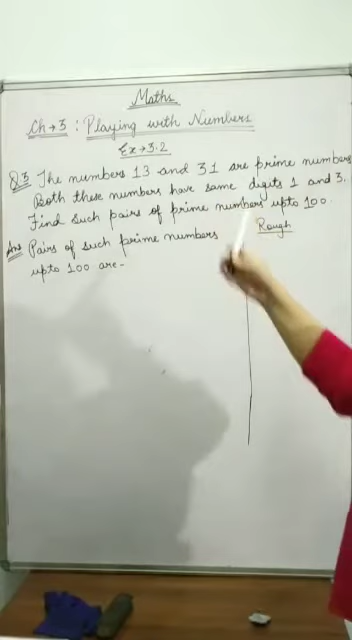 Maths
Ch→3 : Playing with Numbers
Ex→3.2
Q.3 The numbers 13 and 31 are prime numbers
Both these numbers have same digits 1 and 3.
Find such pairs of prime numbers upto 100.
Ans Pairs of such prime numbers
Rough
upto 100 are-